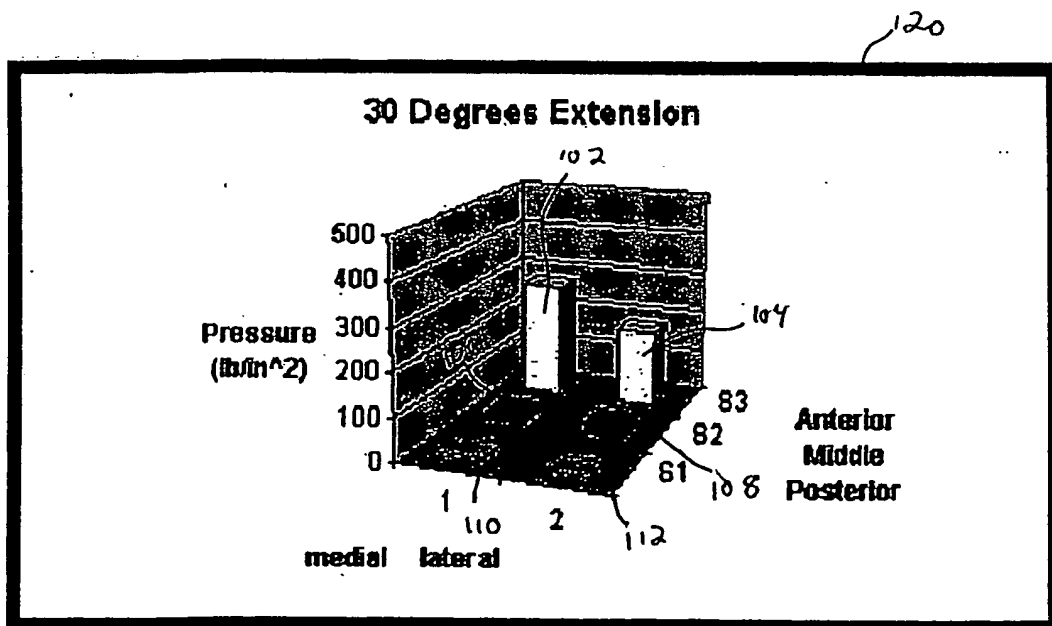 120
30 Degrees Extension
102
500
400
300
200
100
0
Pressure
(lb/in^2)
104
83
82
81
108
Anterior
Middle
Posterior
1
110
2
112
medial lateral